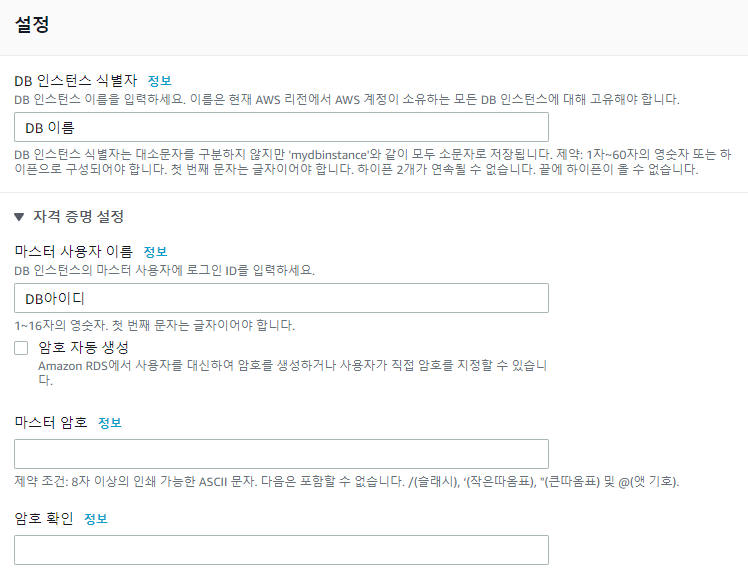 설정
DB 인스턴스 식별자 정보
DB 인스턴스 이름을 입력하세요. 이름은 현재 AWS 리전에서 AWS 계정이 소유하는 모든 DB 인스턴스에 대해 고유해야 합니다.
DB 이름
DB 인스턴스 식별자는 대소문자를 구분하지 않지만 'mydbinstance'와 같이 모두 소문자로 저장됩니다. 제약: 1자~60자의 영숫자 또는 하
이픈으로 구성되어야 합니다. 첫 번째 문자는 글자이어야 합니다. 하이픈 2개가 연속될 수 없습니다. 끝에 하이픈이 올 수 없습니다.
▼ 자격 증명 설정
마스터 사용자 이름 정보
DB 인스턴스의 마스터 사용자에 로그인 ID를 입력하세요.
DB아이디
1~16자의 영숫자. 첫 번째 문자는 글자이어야 합니다.
암호 자동 생성
Amazon RDS에서 사용자를 대신하여 암호를 생성하거나 사용자가 직접 암호를 지정할 수 있습니
다.
마스터 암호 정보
제약 조건: 8자 이상의 인쇄 가능한 ASCII 문자. 다음은 포함할 수 없습니다. /(슬래시), '(작은따옴표), "(큰따옴표) 및 @(앳 기호).
암호 확인 정보